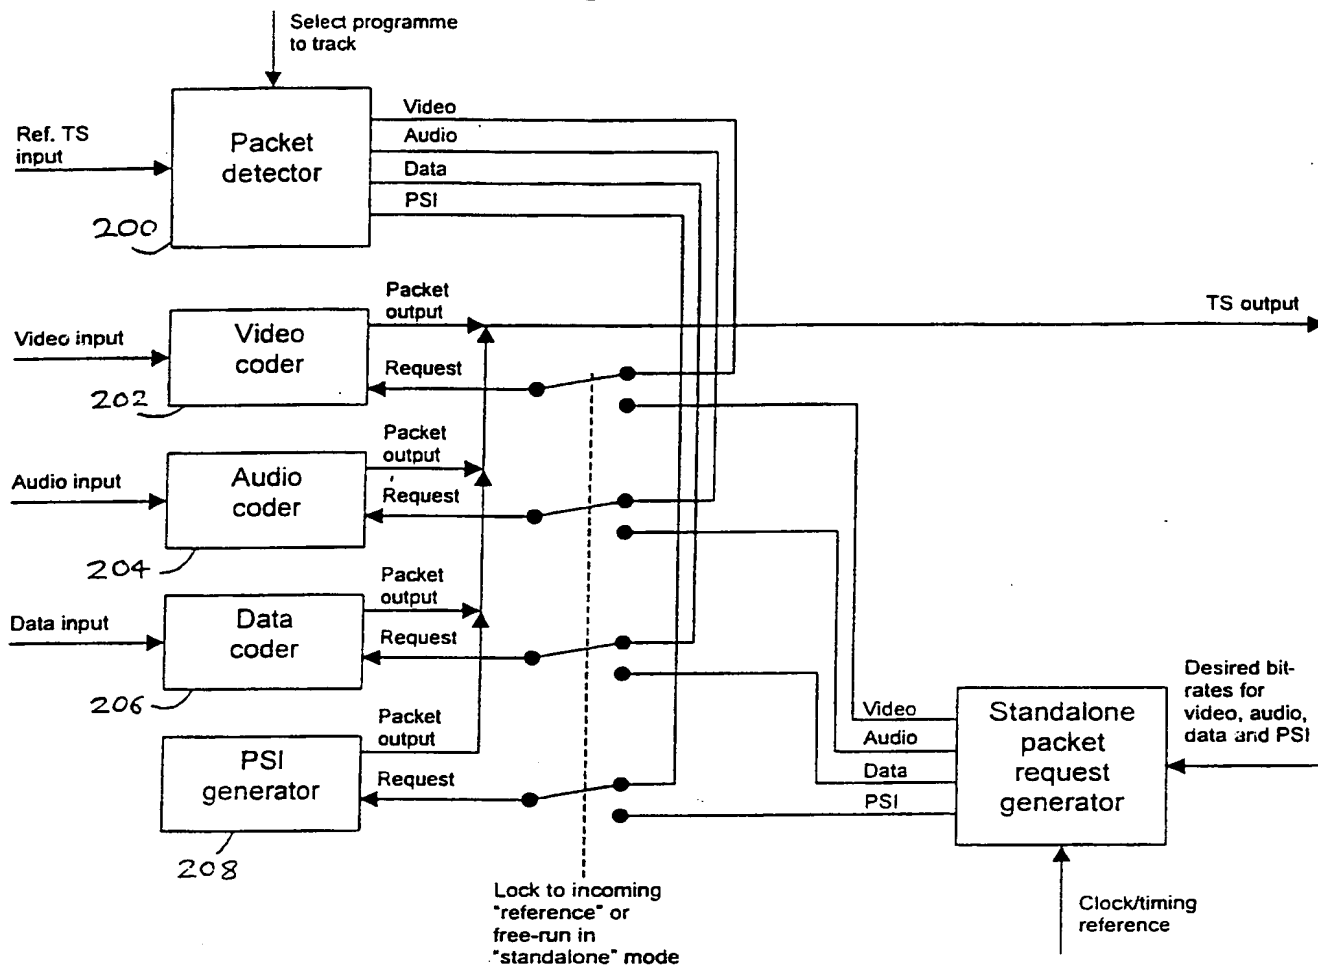 Select programme
to track
Ref. TS
input
Packet
detector
Video
Audio
Data
PSI
200
Packet
output
TS output
Video input
Video
coder
Request
202
Packet
output
Audio input
Audio
coder
Request
204
Packet
output
Data input
Data
coder
Request
206
Packet
output
PSI
generator
Request
208
Video
Audio
Data
PSI
Standalone
packet
request
generator
Desired bit-
rates for
video, audio,
data and PSI
Lock to incoming
"reference" or
free-run in
"standalone" mode
Clock/timing
reference